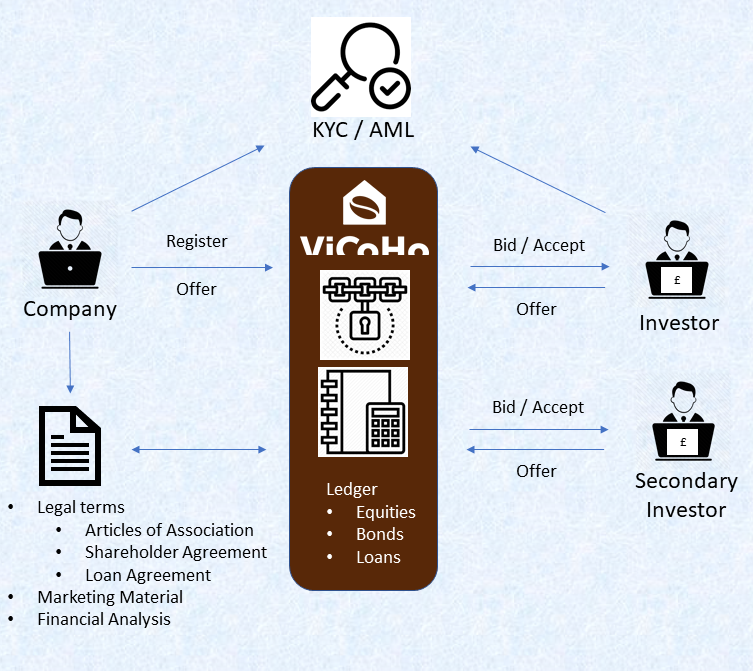 KYC / AML
ViCoHo
Company
Register
Offer
Bid / Accept
Offer
£
Investor
Bid / Accept
Offer
£
Secondary
Investor
• Legal terms
• Articles of Association
• Shareholder Agreement
• Loan Agreement
• Marketing Material
• Financial Analysis
Ledger
• Equities
• Bonds
• Loans